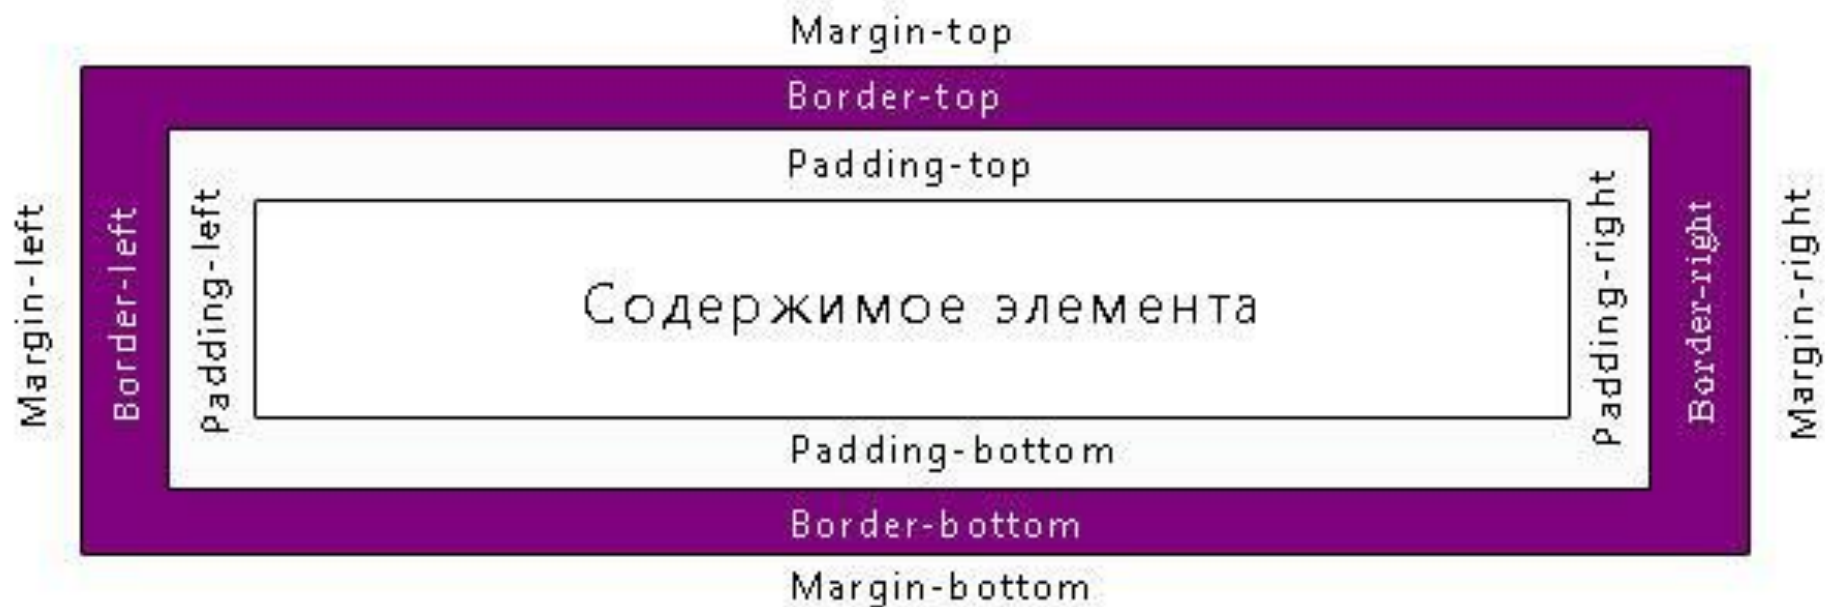 Margin-top
Border-top
Padding-top
Margin-left
Border-left
Padding-left
Содержимое элемента
Padding-right
Border-right
Margin-right
Padding-bottom
Border-bottom
Margin-bottom